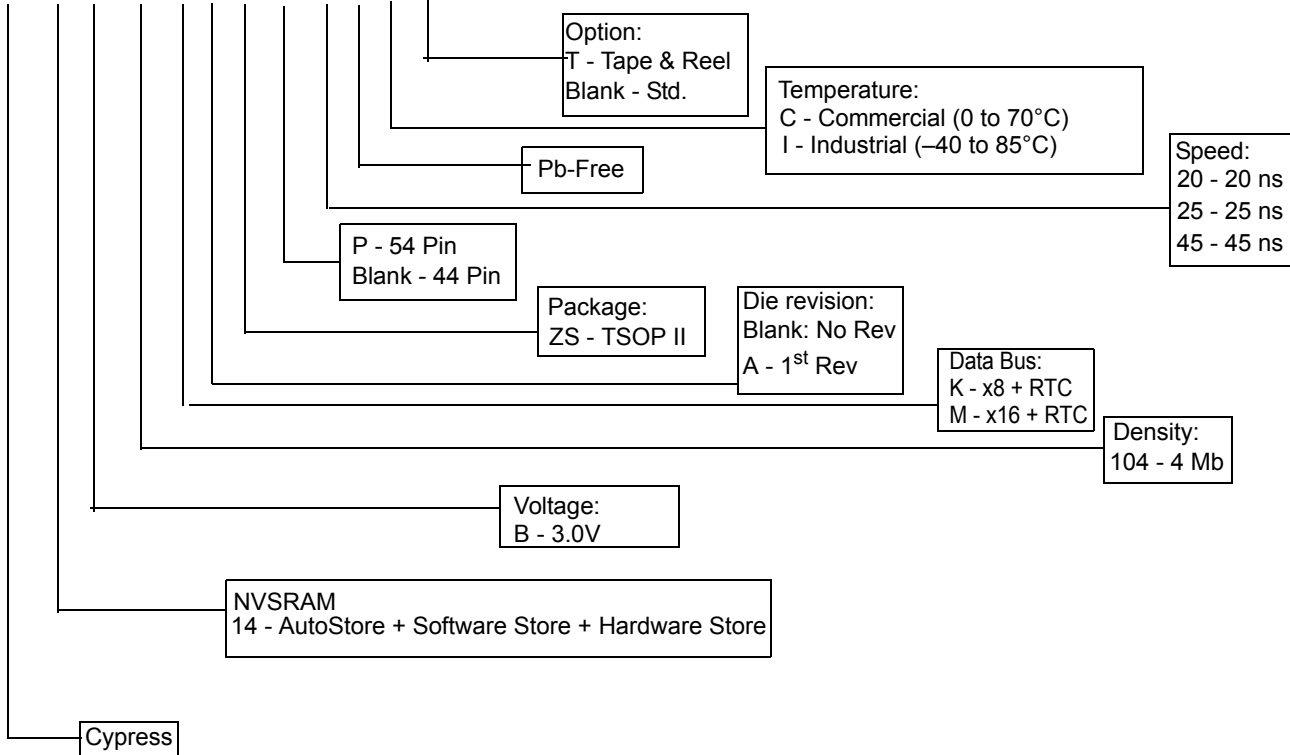 Option:
T - Tape & Reel
Blank - Std.
Temperature:
C - Commercial (0 to 70°C)
I - Industrial (–40 to 85°C)
Speed:
20 - 20 ns
25 - 25 ns
45 - 45 ns
Pb-Free
P - 54 Pin
Blank - 44 Pin
Package:
ZS - TSOP II
Die revision:
Blank: No Rev
A - 1st Rev
Data Bus:
K - x8 + RTC
M - x16 + RTC
Density:
104 - 4 Mb
Voltage:
B - 3.0V
NVSRAM
14 - AutoStore + Software Store + Hardware Store
Cypress